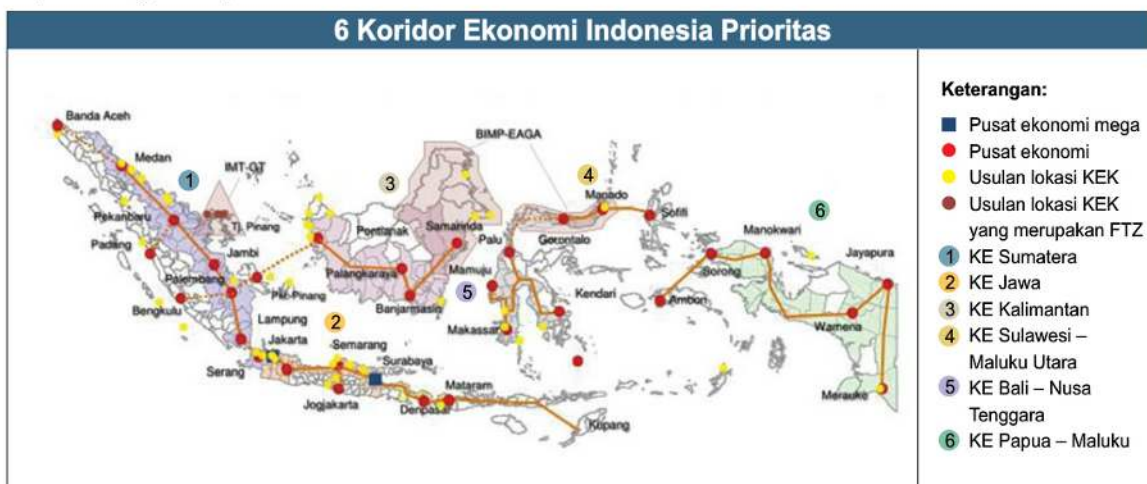 6 Koridor Ekonomi Indonesia Prioritas
Banda Aceh
Medan
IMT-GT
1
Pekanbaru
Tj. Pinang
Padang
Jambi
Palembang
PM-Pinang
Bengkulu
Lampung
2
Jakarta
Semarang
Serang
Surabaya
Jogjakarta
Denpasar
Mataram
Kupang
BIMP-EAGA
3
4
Pontianak
Samarinda
Palangkaraya
Banjarmasin
Manado
Sofifi
Gorontalo
Palu
Mamuju
5
Kendari
Makassar
6
Manokwari
Jayapura
Sorong
Ambon
Wamena
Merauke
Keterangan:
Pusat ekonomi mega
Pusat ekonomi
Usulan lokasi KEK
Usulan lokasi KEK
yang merupakan FTZ
1 KE Sumatera
2 KE Jawa
3 KE Kalimantan
4 KE Sulawesi –
Maluku Utara
5 KE Bali – Nusa
Tenggara
6 KE Papua – Maluku